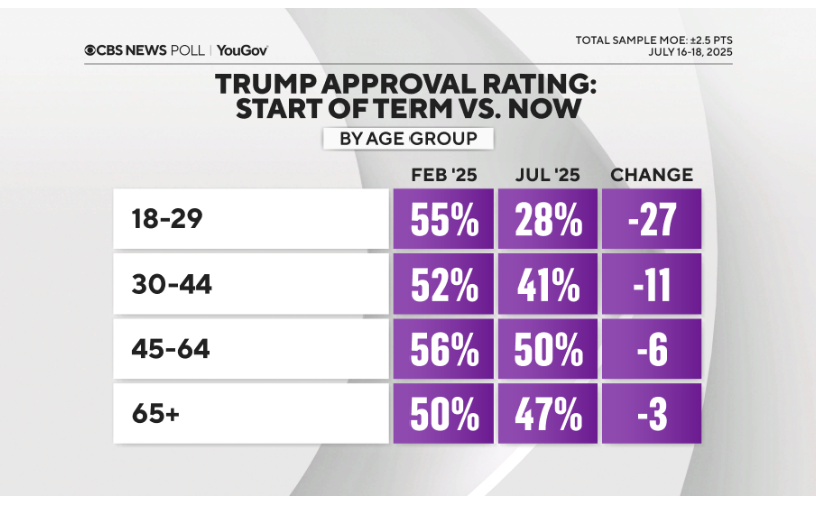 CBS NEWS POLL | YouGov
TOTAL SAMPLE MOE: ±2.5 PTS
JULY 16-18, 2025
TRUMP APPROVAL RATING:
START OF TERM VS. NOW
BY AGE GROUP
FEB '25 JUL '25 CHANGE
18-29 55% 28% -27
30-44 52% 41% -11
45-64 56% 50% -6
65+ 50% 47% -3